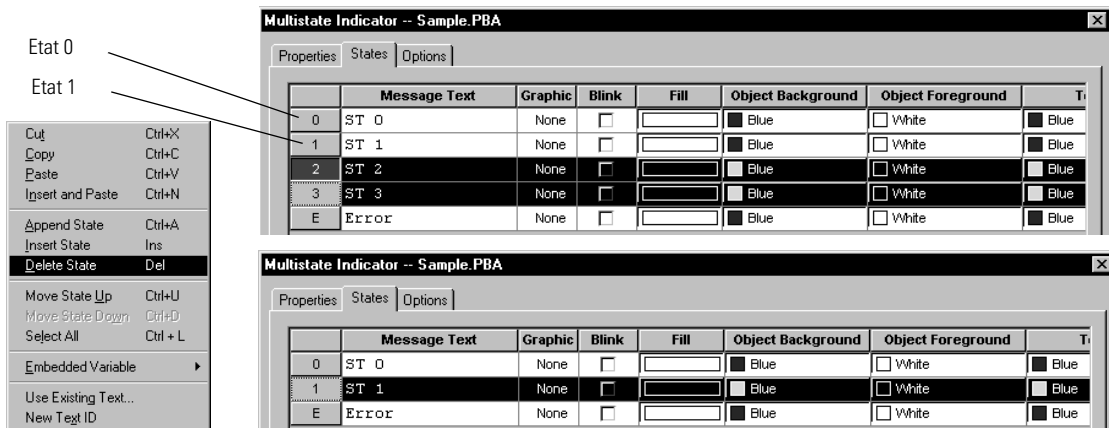 Etat 0
Etat 1
Cut Ctrl+X
Copy Ctrl+C
Paste Ctrl+V
Insert and Paste Ctrl+N
Append State Ctrl+A
Insert State Ins
Delete State Del
Move State Up Ctrl+U
Move State Down Ctrl+D
Select All Ctrl + L
Embedded Variable
Use Existing Text...
New Text ID
Multistate Indicator -- Sample.PBA
Properties States Options
Message Text Graphic Blink Fill Object Background Object Foreground
0 ST 0 None Blue White Blue
1 ST 1 None Blue White Blue
2 ST 2 None Blue White Blue
3 ST 3 None Blue White Blue
E Error None Blue White Blue
Multistate Indicator -- Sample.PBA
Properties States Options
Message Text Graphic Blink Fill Object Background Object Foreground
0 ST 0 None Blue White Blue
1 ST 1 None Blue White Blue
E Error None Blue White Blue